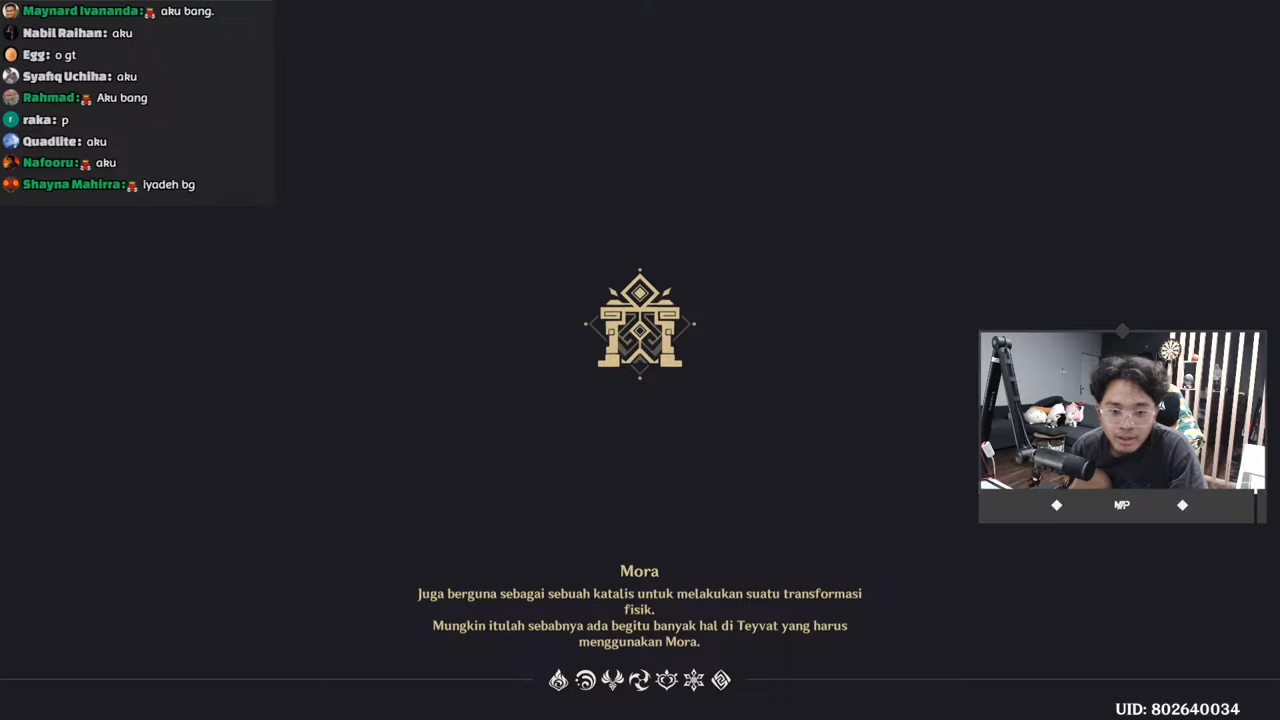 Maynard Ivananda: aku bang.
Nabil Raihan: aku
Egg: o gt
Syafiq Uchiha: aku
Rahmad: Aku bang
raka: p
Quadlite: aku
Nafooru: aku
Shayna Mahirra: Iyadeh bg
Mora
Juga berguna sebagai sebuah katalis untuk melakukan suatu transformasi
fisik.
Mungkin itulah sebabnya ada begitu banyak hal di Teyvat yang harus
menggunakan Mora.
UID: 802640034